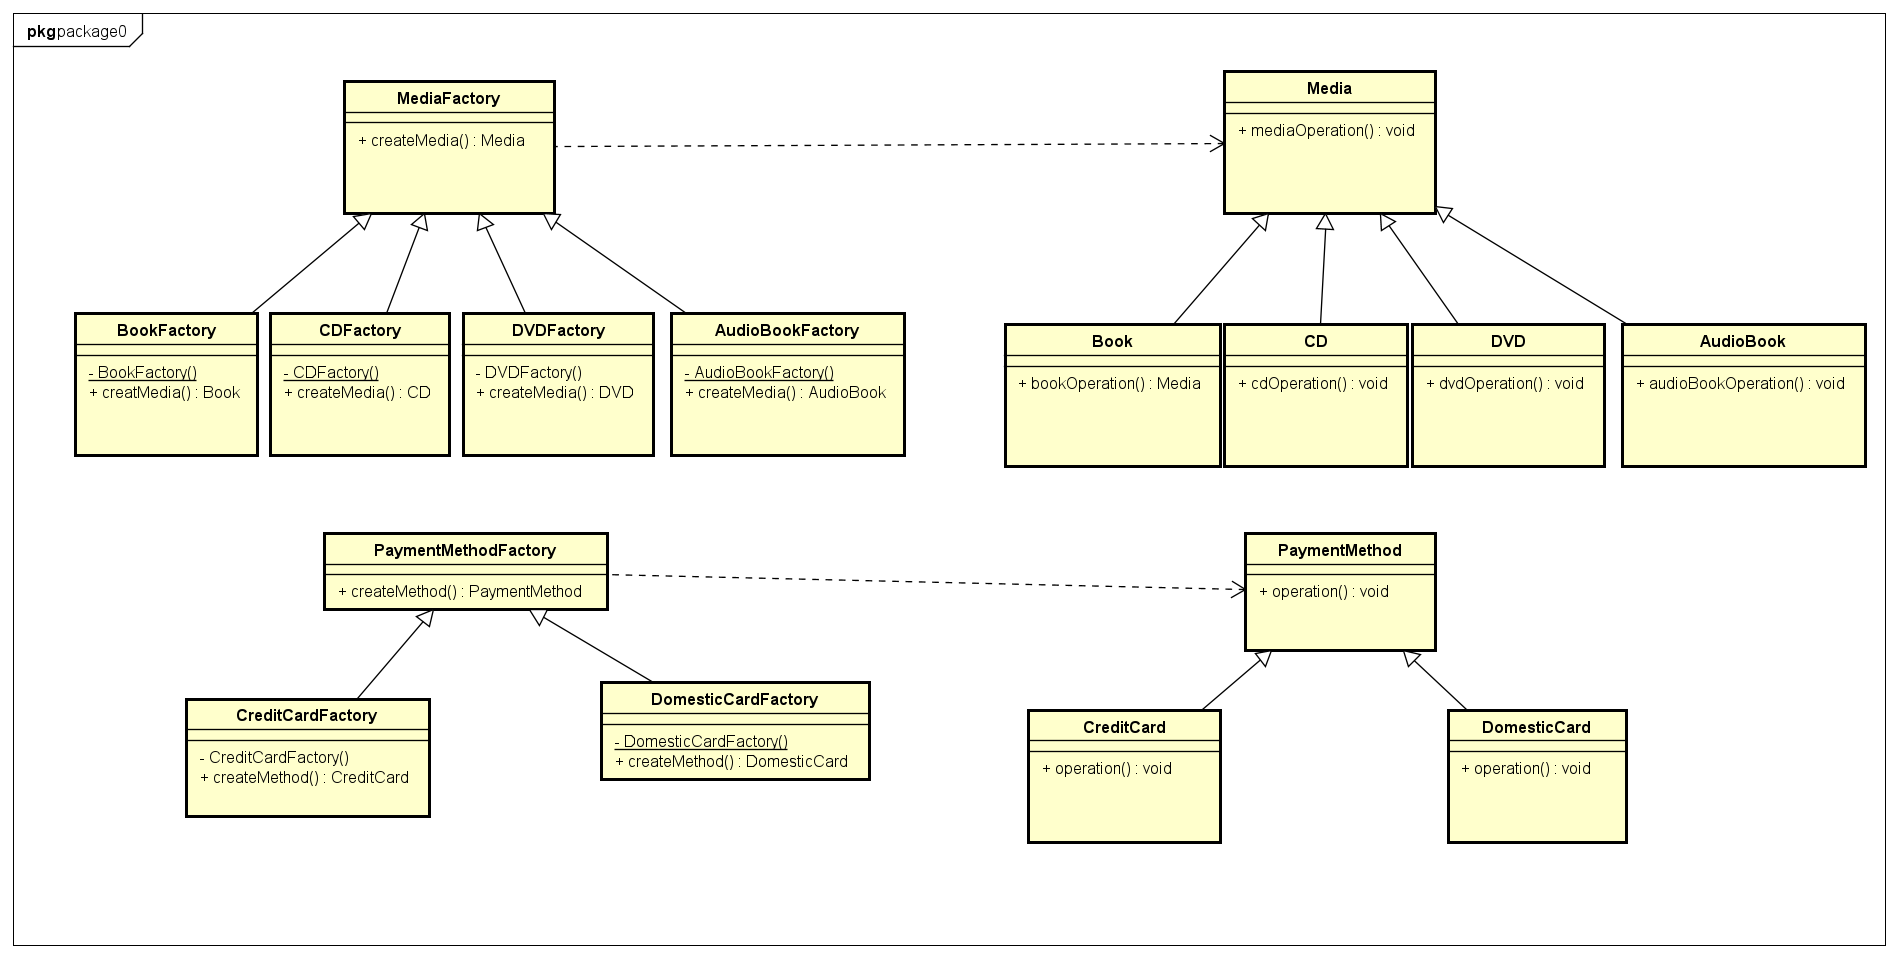 pkg package0
MediaFactory
+ createMedia() : Media
Media
+ mediaOperation() : void
BookFactory
- BookFactory()
+ creatMedia() : Book
CDFactory
- CDFactory()
+ createMedia() : CD
DVDFactory
- DVDFactory()
+ createMedia() : DVD
AudioBookFactory
- AudioBookFactory()
+ createMedia() : AudioBook
Book
+ bookOperation() : Media
CD
+ cdOperation() : void
DVD
+ dvdOperation() : void
AudioBook
+ audioBookOperation() : void
PaymentMethodFactory
+ createMethod() : PaymentMethod
PaymentMethod
+ operation() : void
CreditCardFactory
- CreditCardFactory()
+ createMethod() : CreditCard
DomesticCardFactory
- DomesticCardFactory()
+ createMethod() : DomesticCard
CreditCard
+ operation() : void
DomesticCard
+ operation() : void